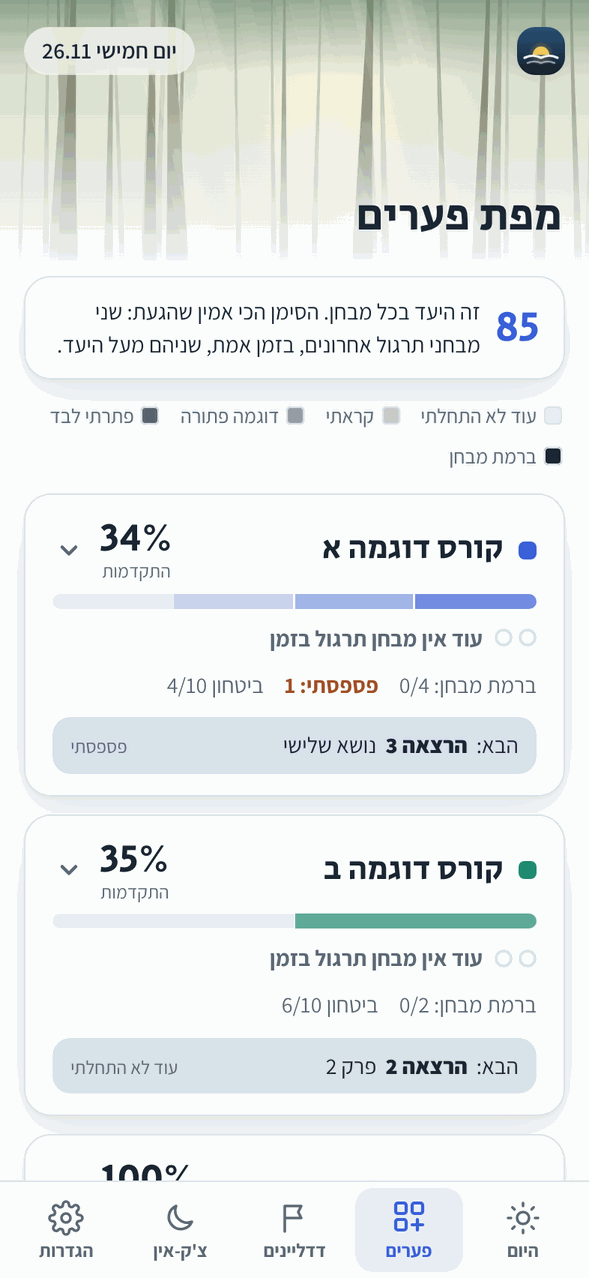 יום חמישי 26.11
מפת פערים
85
זה היעד בכל מבחן. הסימן הכי אמין שהגעת: שני
מבחני תרגול אחרונים, בזמן אמת, שניהם מעל היעד.
עוד לא התחלתי קראתי דוגמה פתורה פתרתי לבד
ברמת מבחן
קורס דוגמה א
34%
התקדמות
עוד אין מבחן תרגול בזמן
ברמת מבחן: 0/4 פספסתי: 1 ביטחון 4/10
הבא: הרצאה 3 נושא שלישי פספסתי
קורס דוגמה ב
35%
התקדמות
עוד אין מבחן תרגול בזמן
ברמת מבחן: 0/2 ביטחון 6/10
הבא: הרצאה 2 פרק 2 עוד לא התחלתי
100%
היום פערים דדליינים צ'ק-אין הגדרות